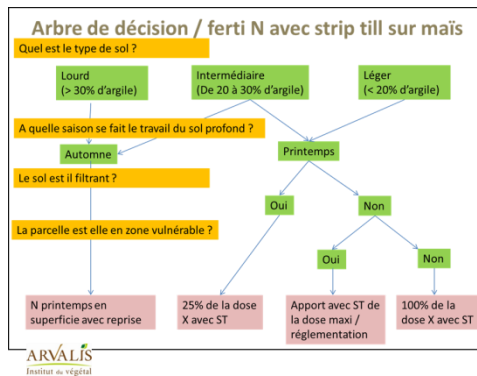 Arbre de décision / ferti N avec strip till sur maïs
Quel est le type de sol ?
Lourd
(> 30% d'argile)
Intermédiaire
(De 20 à 30% d'argile)
Léger
(< 20% d'argile)
A quelle saison se fait le travail du sol profond ?
Automne
Printemps
Le sol est il filtrant ?
Oui
Non
La parcelle est elle en zone vulnérable ?
Oui
Non
N printemps en
superficie avec reprise
25% de la dose
X avec ST
Apport avec ST de
la dose maxi /
réglementation
100% de la
dose X avec ST
ARVALIS
Institut du végétal